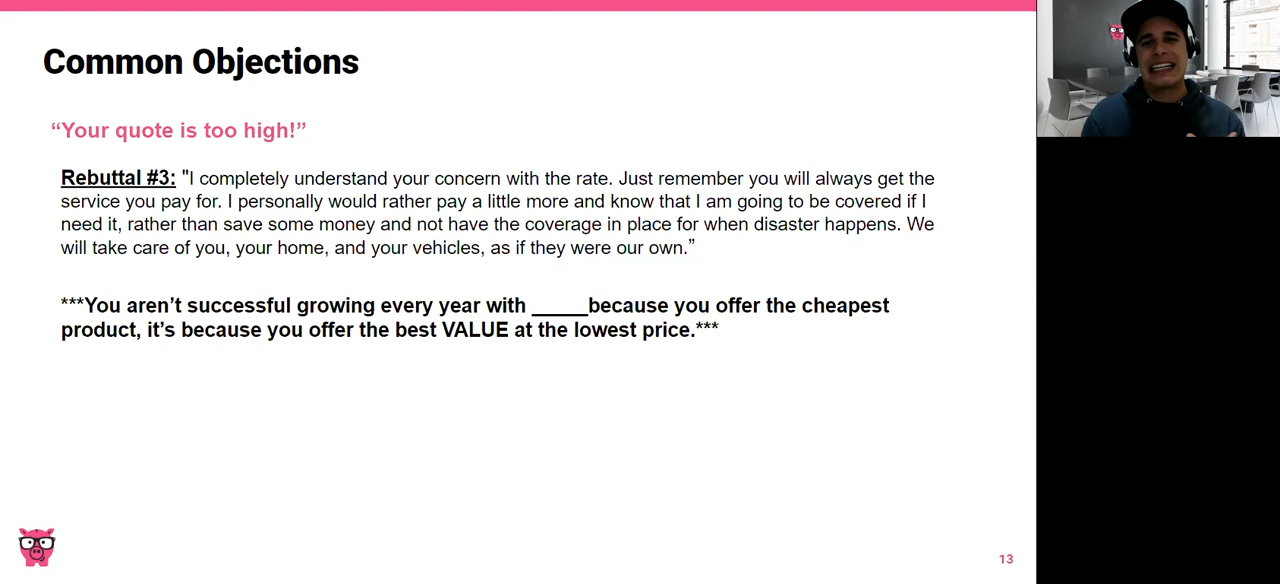 Common Objections
“Your quote is too high!”
Rebuttal #3: "I completely understand your concern with the rate. Just remember you will always get the
service you pay for. I personally would rather pay a little more and know that I am going to be covered if I
need it, rather than save some money and not have the coverage in place for when disaster happens. We
will take care of you, your home, and your vehicles, as if they were our own.”
***You aren’t successful growing every year with _____because you offer the cheapest
product, it’s because you offer the best VALUE at the lowest price.***
13